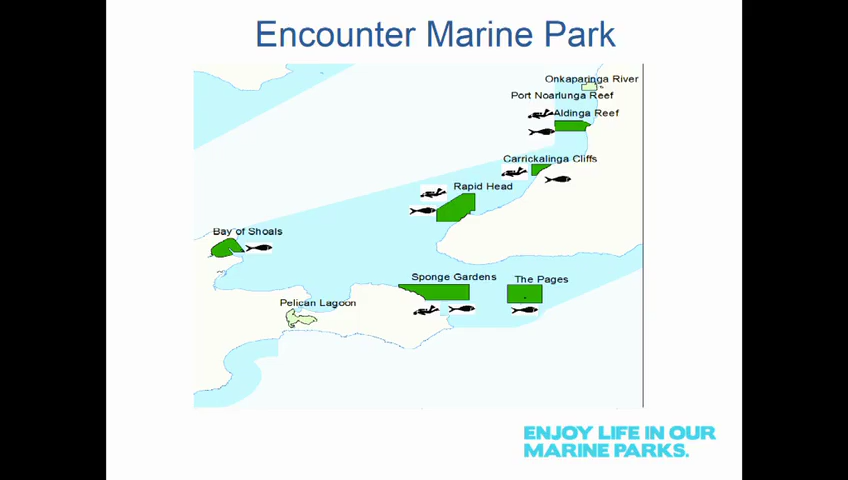 Encounter Marine Park
Onkaparinga River
Port Noarlunga Reef
Aldinga Reef
Carrickalinga Cliffs
Rapid Head
Bay of Shoals
Sponge Gardens
The Pages
Pelican Lagoon
ENJOY LIFE IN OUR
MARINE PARKS.